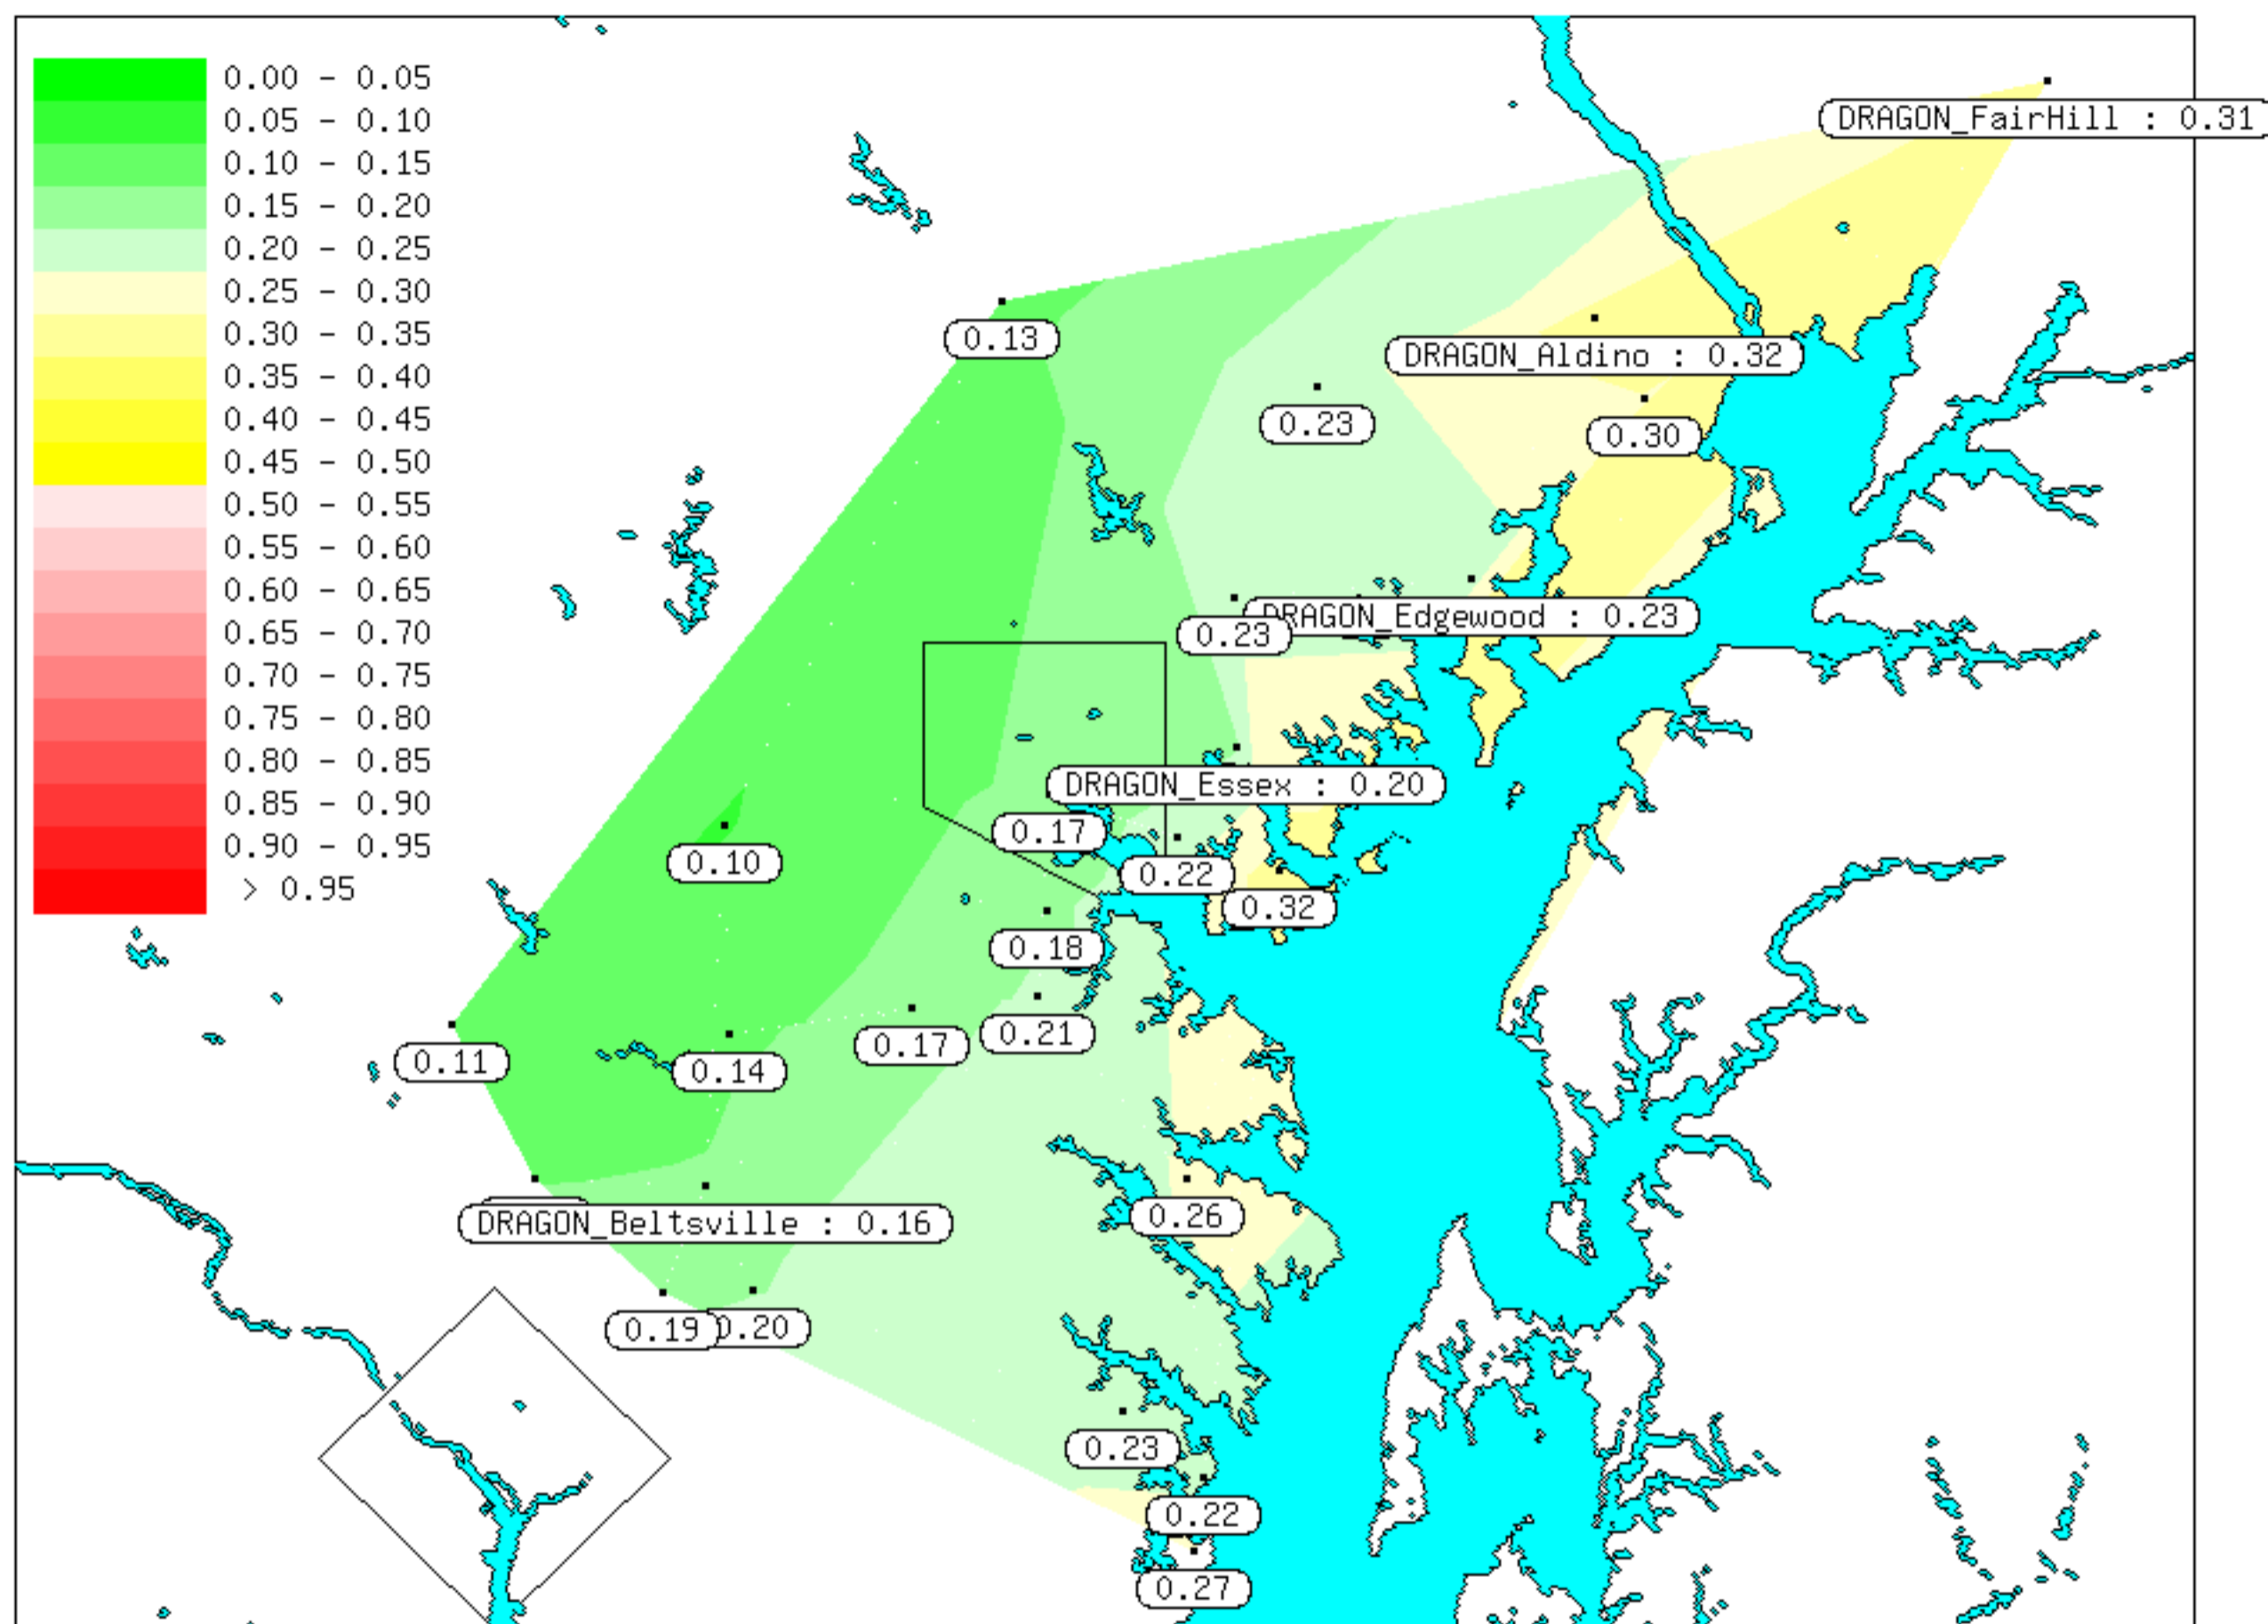 0.00 - 0.05
0.05 - 0.10
0.10 - 0.15
0.15 - 0.20
0.20 - 0.25
0.25 - 0.30
0.30 - 0.35
0.35 - 0.40
0.40 - 0.45
0.45 - 0.50
0.50 - 0.55
0.55 - 0.60
0.60 - 0.65
0.65 - 0.70
0.70 - 0.75
0.75 - 0.80
0.80 - 0.85
0.85 - 0.90
0.90 - 0.95
> 0.95
DRAGON_FairHill : 0.31
0.13
DRAGON_Aldino : 0.32
0.23
0.30
DRAGON_Edgewood : 0.23
0.23
DRAGON_Essex : 0.20
0.17
0.10
0.22
0.32
0.18
0.21
0.17
0.11
0.14
0.26
DRAGON_Beltsville : 0.16
0.19
0.20
0.23
0.22
0.27